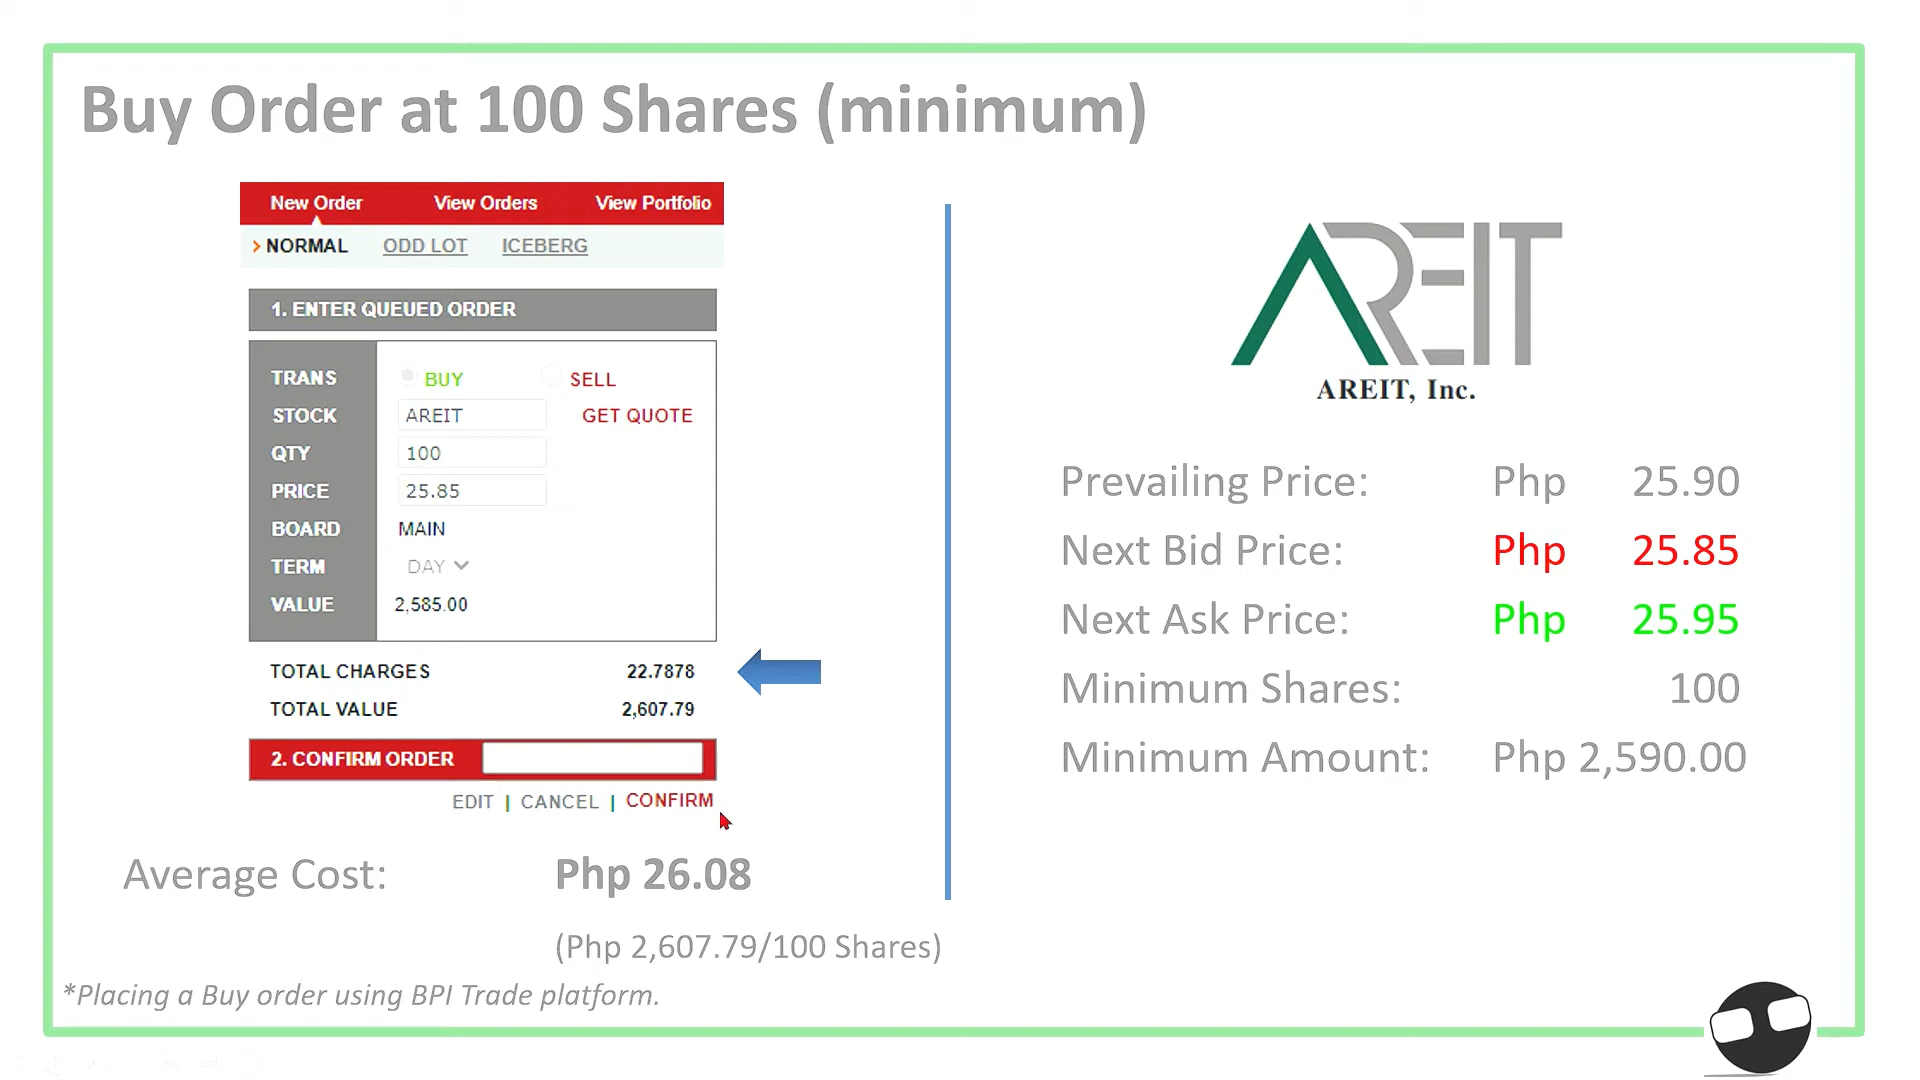 Buy Order at 100 Shares (minimum)
New Order View Orders View Portfolio
NORMAL ODD LOT ICEBERG
1. ENTER QUEUED ORDER
TRANS BUY SELL
STOCK AREIT GET QUOTE
QTY 100
PRICE 25.85
BOARD MAIN
TERM DAY
VALUE 2,585.00
TOTAL CHARGES 22.7878
TOTAL VALUE 2,607.79
2. CONFIRM ORDER
EDIT | CANCEL | CONFIRM
Average Cost: Php 26.08
(Php 2,607.79/100 Shares)
*Placing a Buy order using BPI Trade platform.
AREIT
AREIT, Inc.
Prevailing Price: Php 25.90
Next Bid Price: Php 25.85
Next Ask Price: Php 25.95
Minimum Shares: 100
Minimum Amount: Php 2,590.00